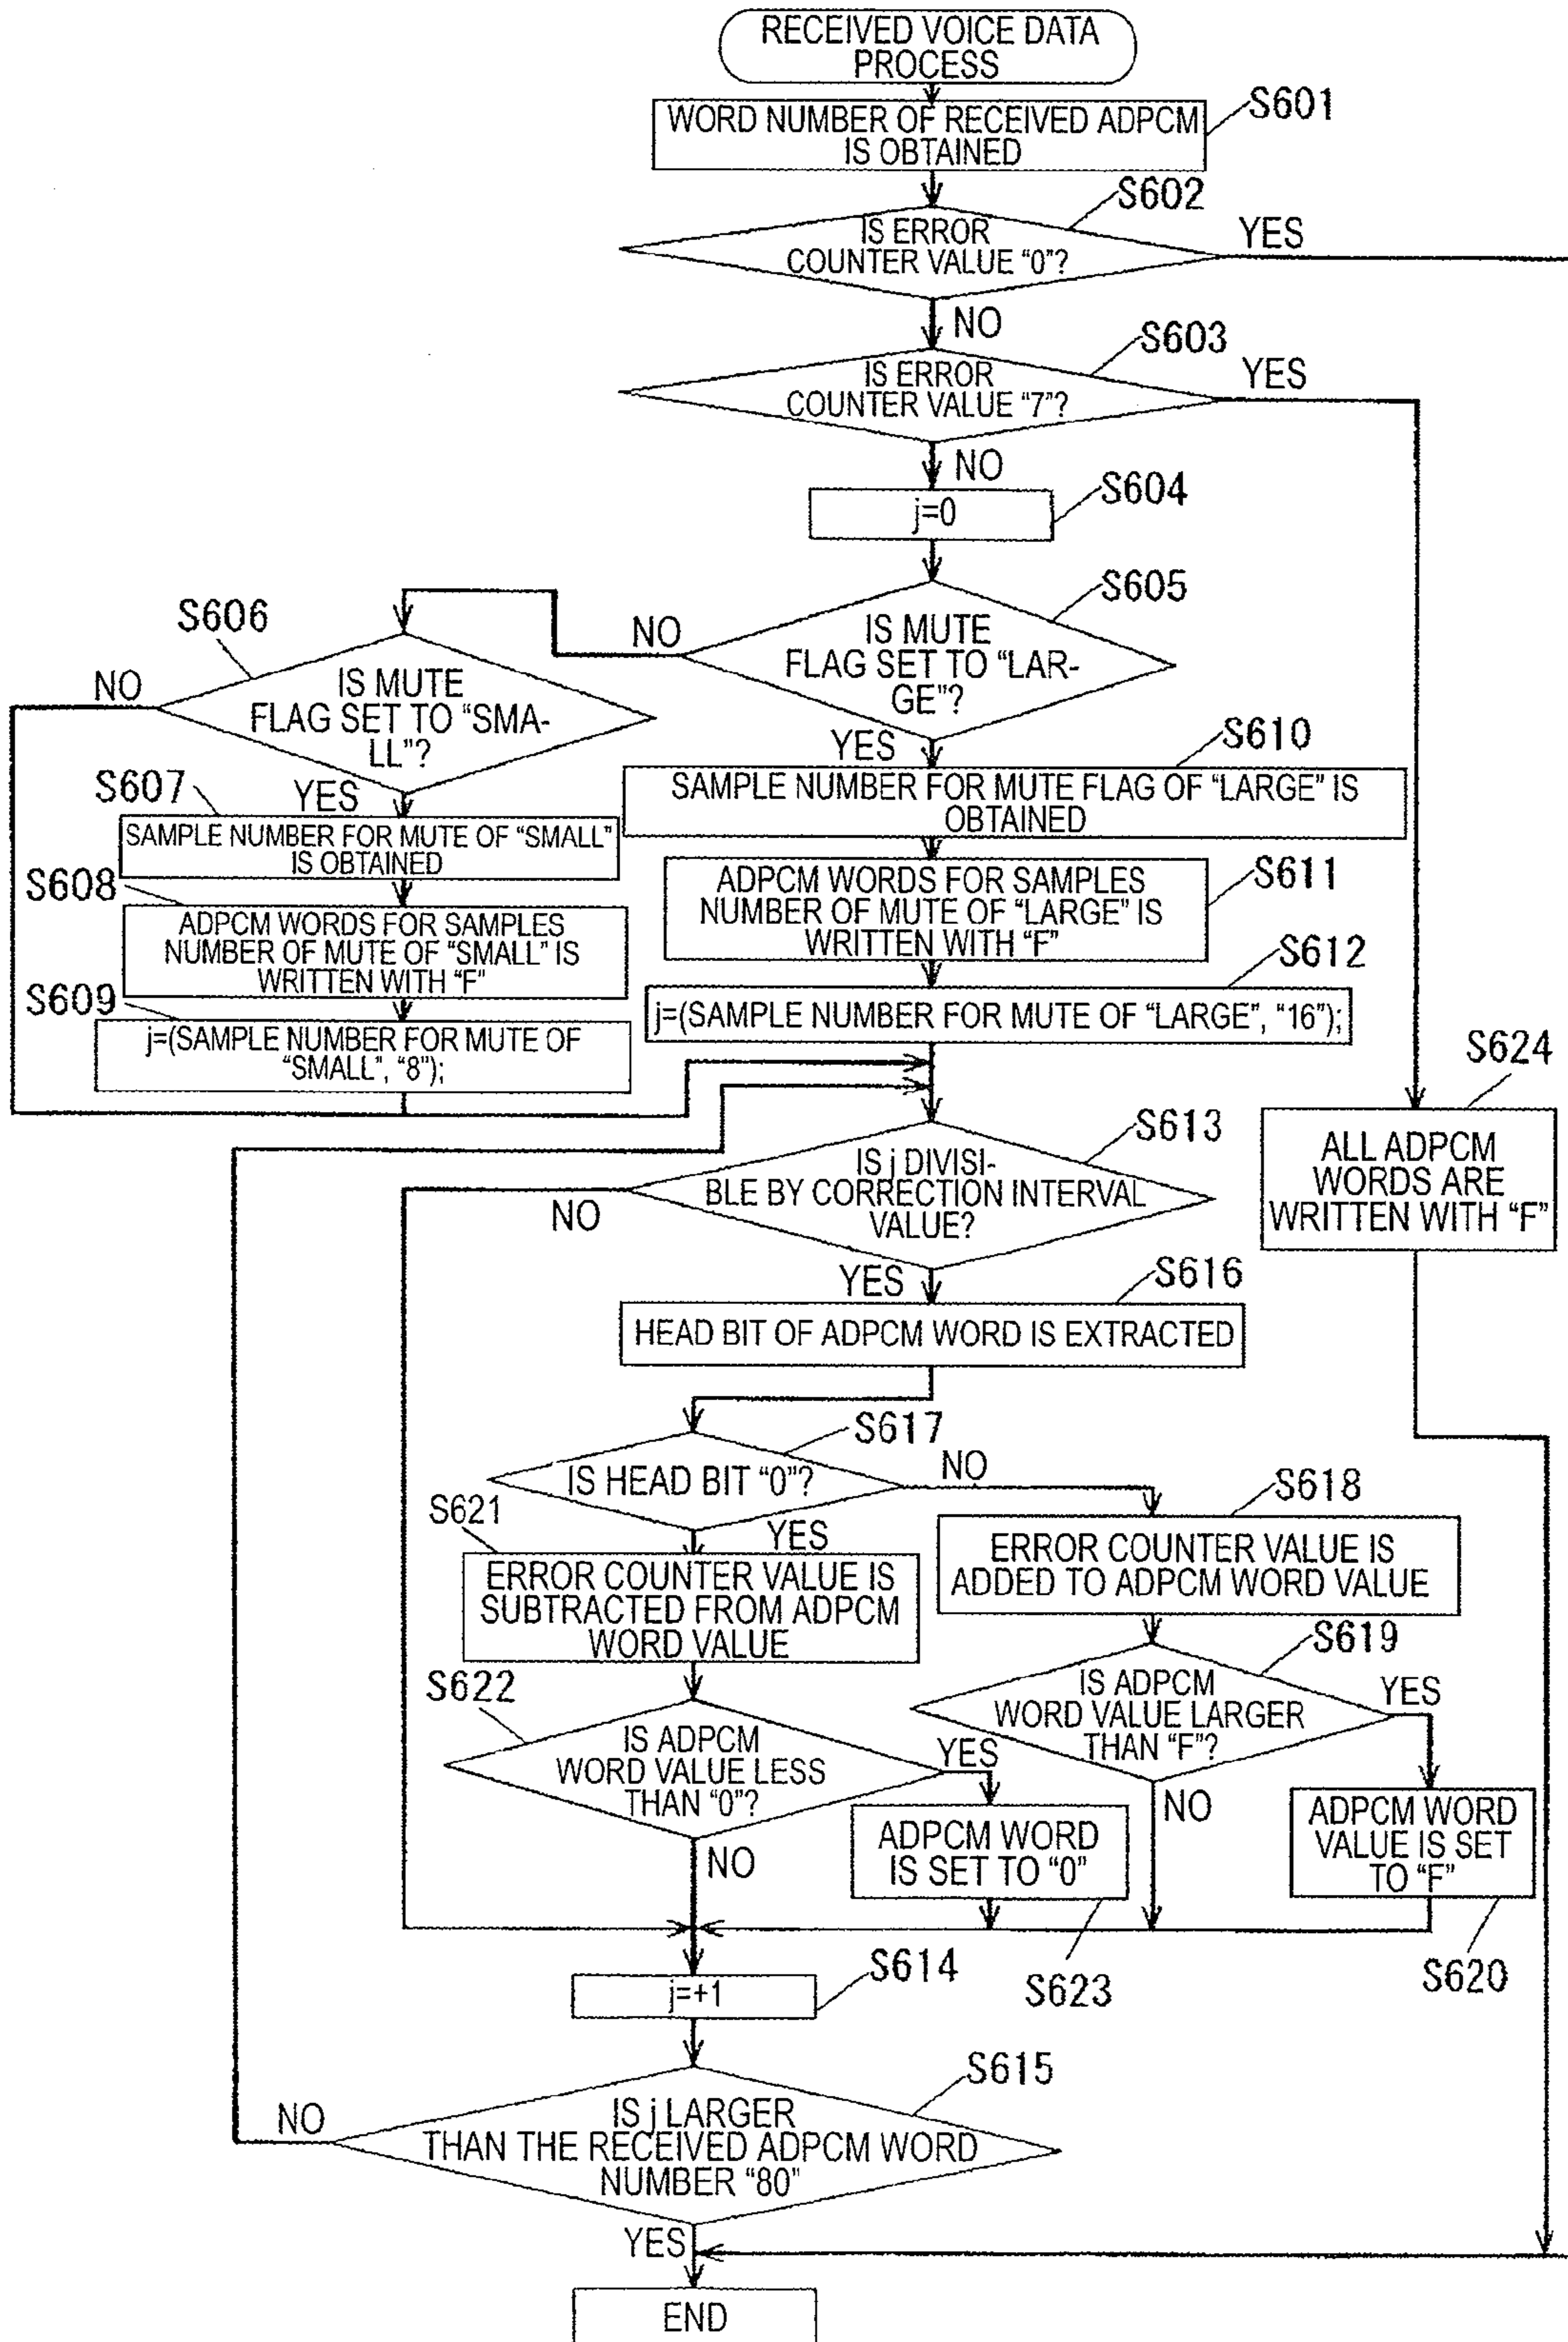 RECEIVED VOICE DATA
PROCESS
WORD NUMBER OF RECEIVED ADPCM
IS OBTAINED
S601
S602
IS ERROR
COUNTER VALUE “0”?
YES
NO
S603
IS ERROR
COUNTER VALUE “7”?
YES
NO
S604
j=0
S605
IS MUTE
FLAG SET TO “LAR-
GE”?
NO
YES
S606
IS MUTE
FLAG SET TO “SMA-
LL”?
NO
YES
S607
SAMPLE NUMBER FOR MUTE OF “SMALL”
IS OBTAINED
S608
ADPCM WORDS FOR SAMPLES
NUMBER OF MUTE OF “SMALL” IS
WRITTEN WITH “F”
S609
j=(SAMPLE NUMBER FOR MUTE OF
“SMALL”, “8”);
S610
SAMPLE NUMBER FOR MUTE FLAG OF “LARGE” IS
OBTAINED
S611
ADPCM WORDS FOR SAMPLES
NUMBER OF MUTE OF “LARGE” IS
WRITTEN WITH “F”
S612
j=(SAMPLE NUMBER FOR MUTE OF “LARGE”, “16”);
S624
ALL ADPCM
WORDS ARE
WRITTEN WITH “F”
S613
IS j DIVISI-
BLE BY CORRECTION INTERVAL
VALUE?
NO
YES
S616
HEAD BIT OF ADPCM WORD IS EXTRACTED
S617
IS HEAD BIT “0”?
NO
YES
S621
ERROR COUNTER VALUE IS
SUBTRACTED FROM ADPCM
WORD VALUE
S618
ERROR COUNTER VALUE IS
ADDED TO ADPCM WORD VALUE
S619
IS ADPCM
WORD VALUE LARGER
THAN “F”?
YES
NO
S622
IS ADPCM
WORD VALUE LESS
THAN “0”?
YES
NO
ADPCM WORD
IS SET TO “0”
S623
ADPCM WORD
VALUE IS SET
TO “F”
S620
S614
j=+1
S615
IS j LARGER
THAN THE RECEIVED ADPCM WORD
NUMBER “80”
NO
YES
END